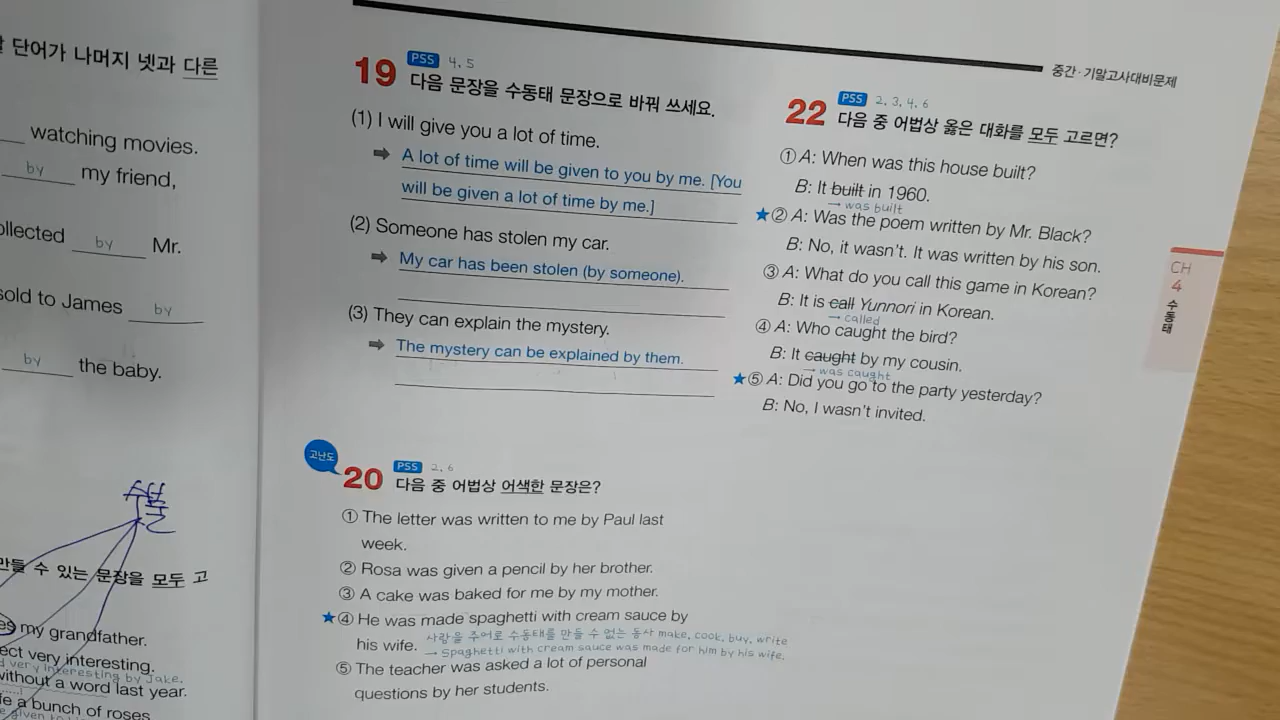 단어가 나머지 넷과 다른
watching movies.
by my friend,
ollected by Mr.
sold to James by
by the baby.
수불
만들 수 있는 문장을 모두 고
es my grandfather.
ect very interesting.
d very interesting by Jake.
without a word last year.
fe a bunch of roses
e given to
중간·기말고사대비문제
19 PSS 4, 5
다음 문장을 수동태 문장으로 바꿔 쓰세요.
(1) I will give you a lot of time.
➡ A lot of time will be given to you by me. [You
will be given a lot of time by me.]
(2) Someone has stolen my car.
➡ My car has been stolen (by someone).
(3) They can explain the mystery.
➡ The mystery can be explained by them.
고난도
20 PSS 2, 6
다음 중 어법상 어색한 문장은?
① The letter was written to me by Paul last
week.
② Rosa was given a pencil by her brother.
③ A cake was baked for me by my mother.
★④ He was made spaghetti with cream sauce by
his wife. 사람을 주어로 수동태를 만들 수 없는 동사 make, cook, buy, write
→ Spaghetti with cream sauce was made for him by his wife.
⑤ The teacher was asked a lot of personal
questions by her students.
22 PSS 2, 3, 4, 6
다음 중 어법상 옳은 대화를 모두 고르면?
① A: When was this house built?
B: It built in 1960.
→ was built
★② A: Was the poem written by Mr. Black?
B: No, it wasn't. It was written by his son.
③ A: What do you call this game in Korean?
B: It is call Yunnori in Korean.
→ called
④ A: Who caught the bird?
B: It caught by my cousin.
→ was caught
★⑤ A: Did you go to the party yesterday?
B: No, I wasn't invited.
CH
4
수동태